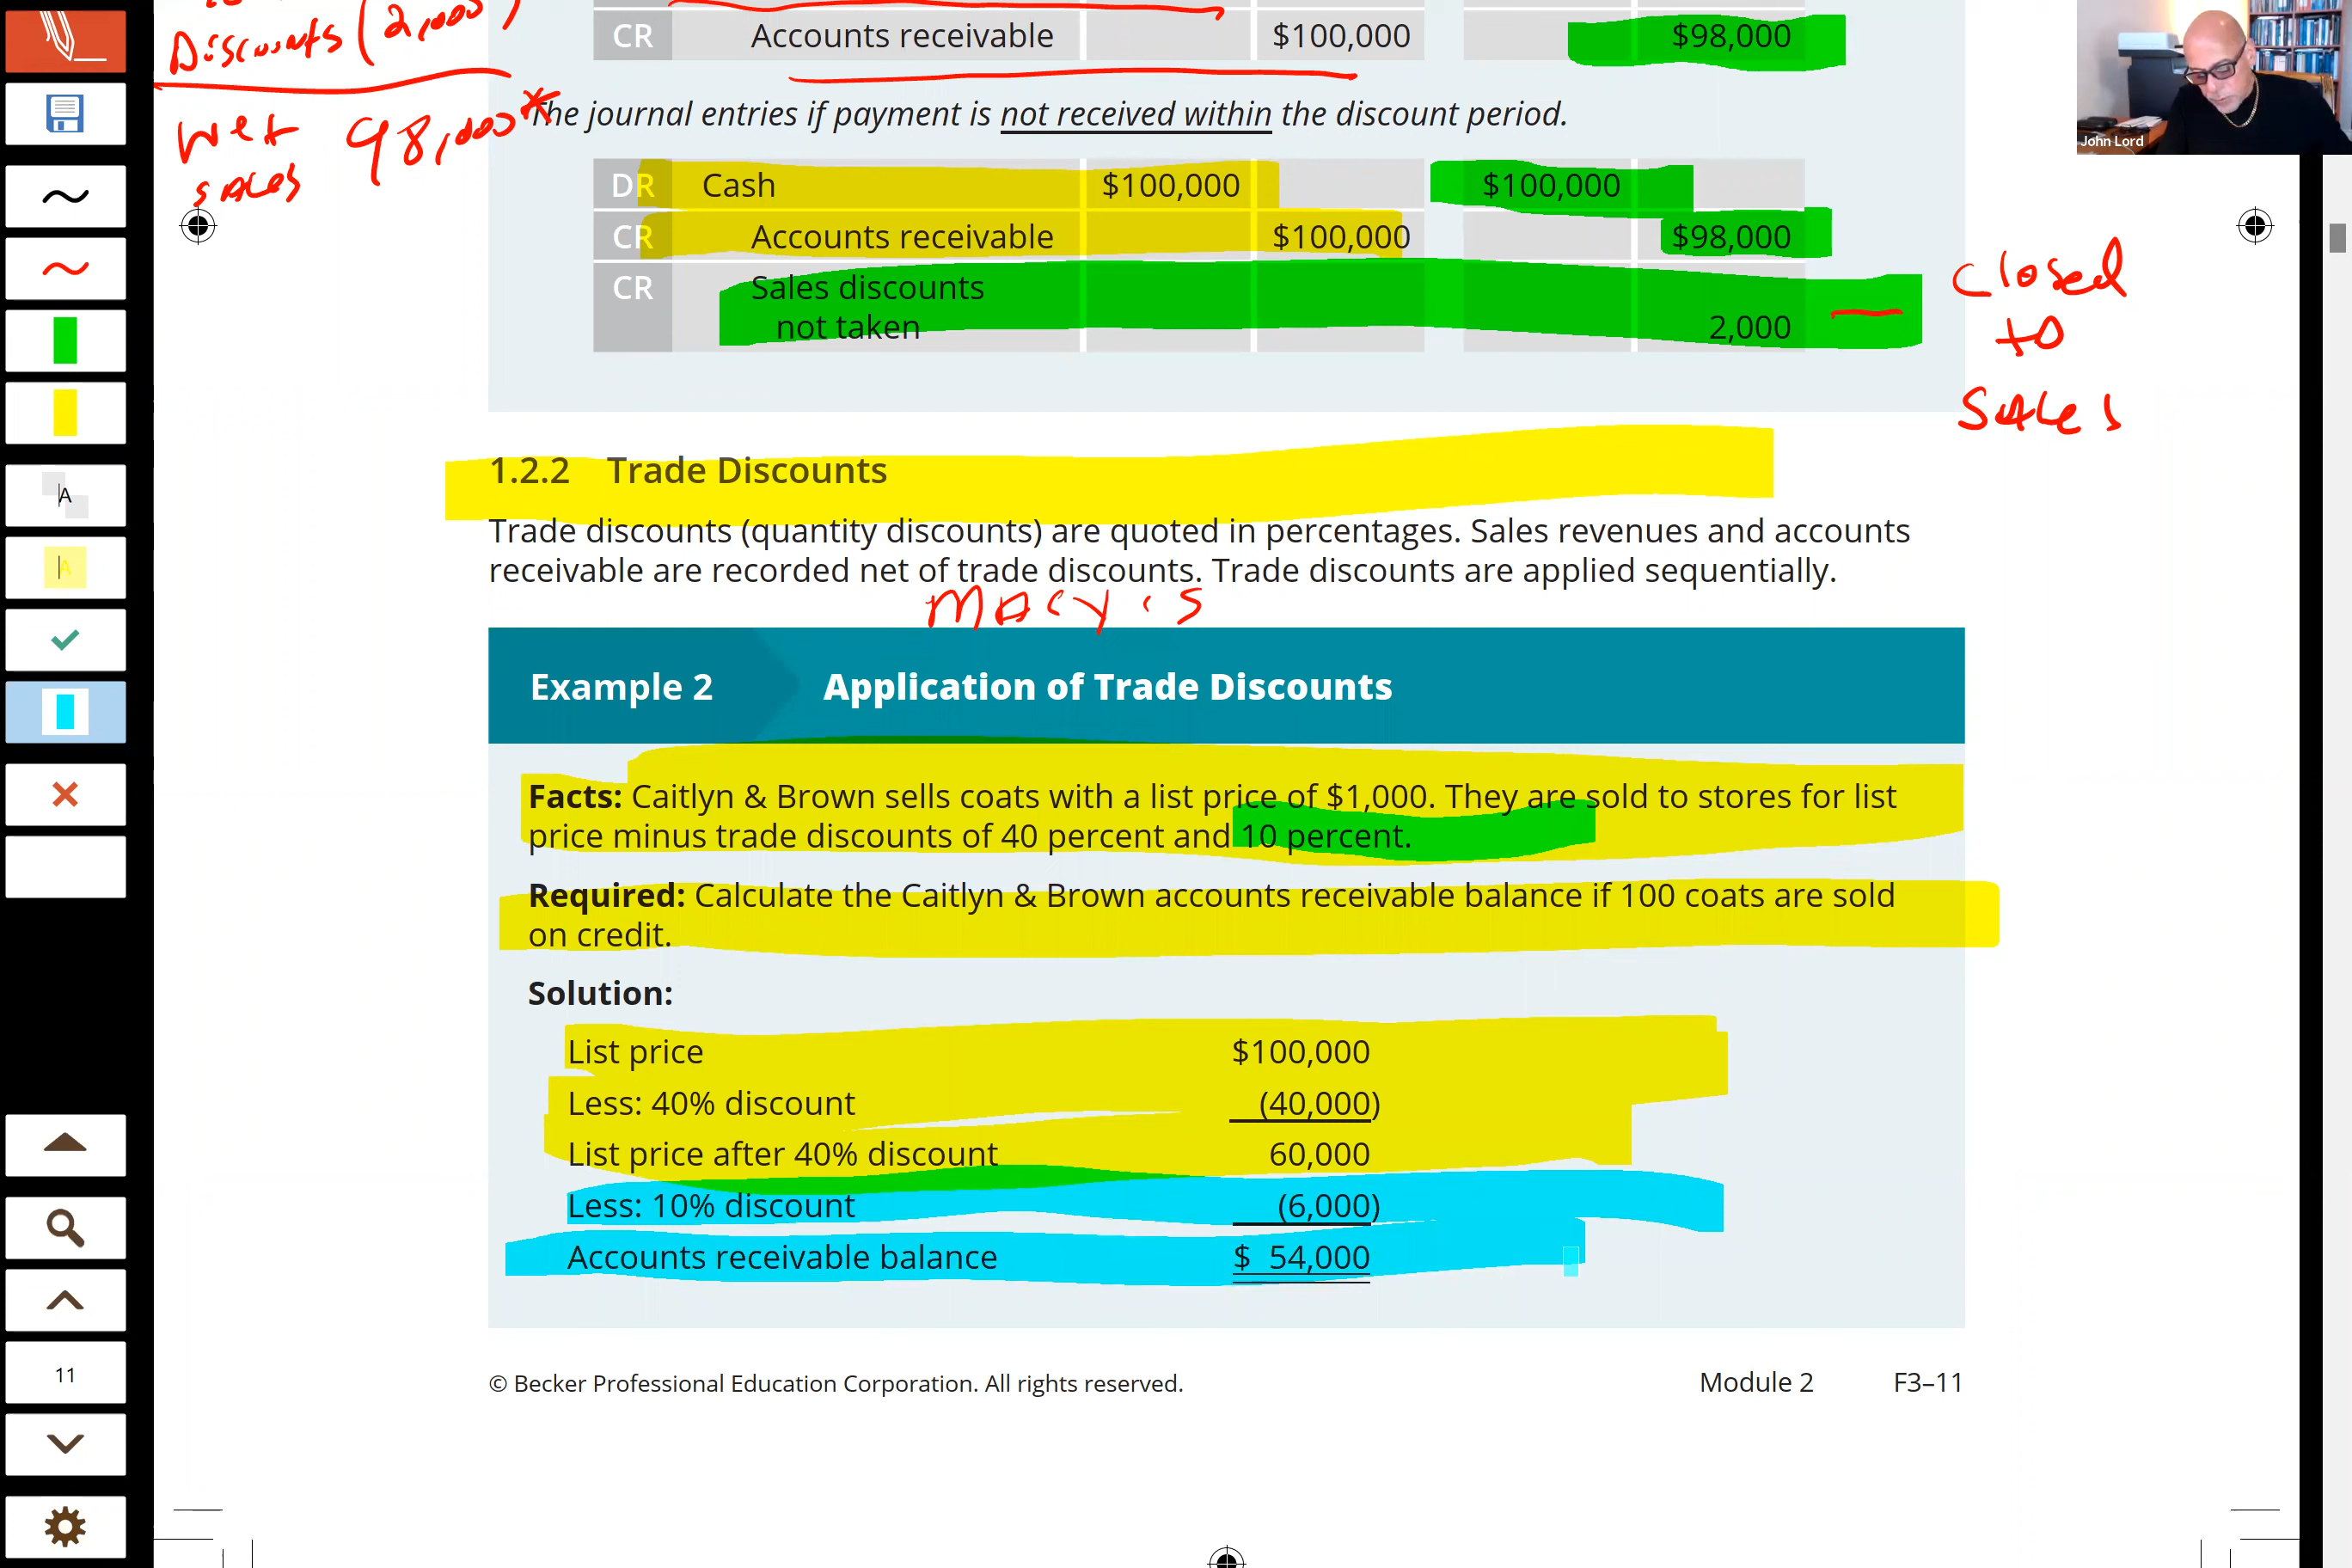 Discounts (2,000)
CR Accounts receivable $100,000 $98,000
Net 98,000*
sales
The journal entries if payment is not received within the discount period.
DR Cash $100,000 $100,000
CR Accounts receivable $100,000 $98,000
CR Sales discounts
not taken 2,000
Closed
to
Sales
1.2.2 Trade Discounts
Trade discounts (quantity discounts) are quoted in percentages. Sales revenues and accounts
receivable are recorded net of trade discounts. Trade discounts are applied sequentially.
Macy's
Example 2 Application of Trade Discounts
Facts: Caitlyn & Brown sells coats with a list price of $1,000. They are sold to stores for list
price minus trade discounts of 40 percent and 10 percent.
Required: Calculate the Caitlyn & Brown accounts receivable balance if 100 coats are sold
on credit.
Solution:
List price $100,000
Less: 40% discount (40,000)
List price after 40% discount 60,000
Less: 10% discount (6,000)
Accounts receivable balance $ 54,000
© Becker Professional Education Corporation. All rights reserved. Module 2 F3–11
John Lord
A
A
11